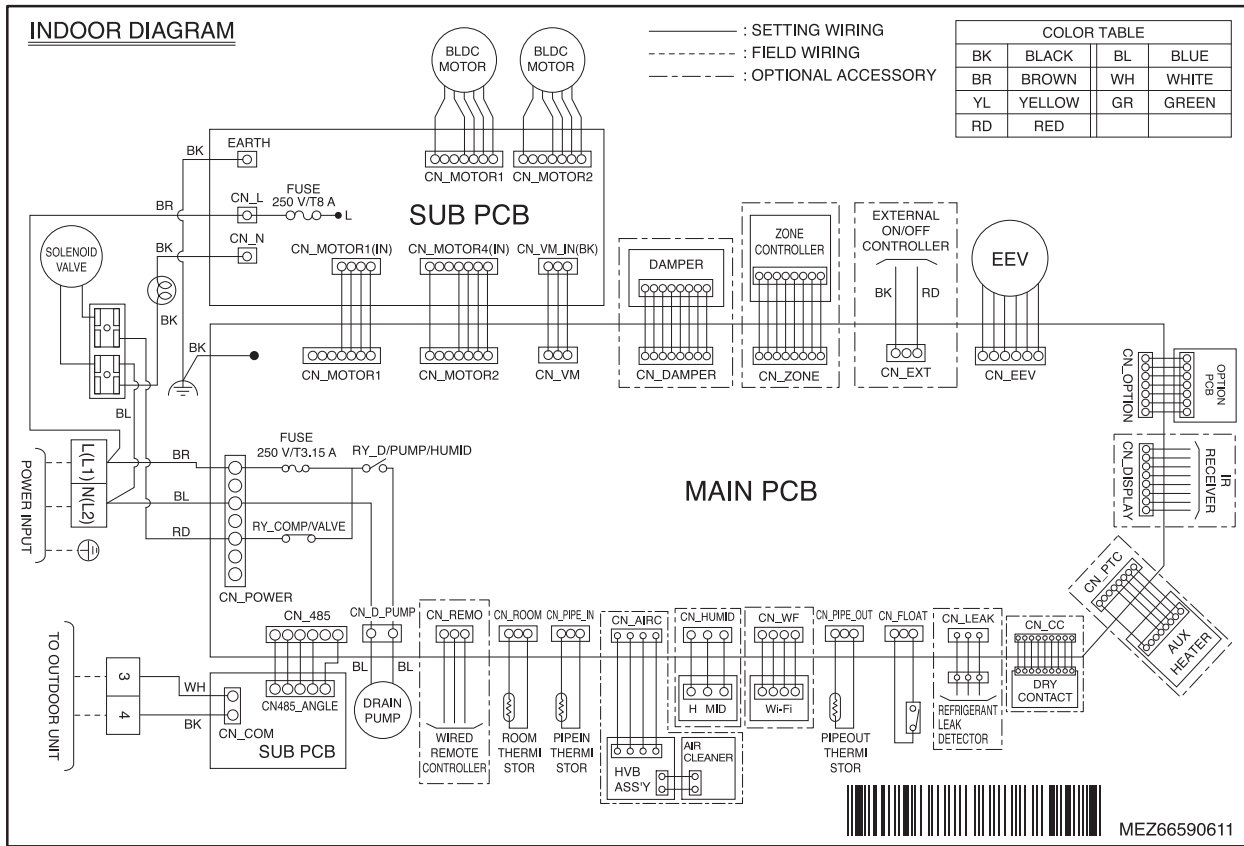 INDOOR DIAGRAM
: SETTING WIRING
: FIELD WIRING
: OPTIONAL ACCESSORY
COLOR TABLE
BK BLACK BL BLUE
BR BROWN WH WHITE
YL YELLOW GR GREEN
RD RED
BLDC
MOTOR
BLDC
MOTOR
EARTH
BK
CN_MOTOR1
CN_MOTOR2
CN_L
FUSE
250 V/T8 A
L
BR
SUB PCB
CN_N
BK
SOLENOID
VALVE
BK
CN_MOTOR1(IN)
CN_MOTOR4(IN)
CN_VM_IN(BK)
DAMPER
ZONE
CONTROLLER
EXTERNAL
ON/OFF
CONTROLLER
BK
RD
EEV
BK
CN_MOTOR1
CN_MOTOR2
CN_VM
CN_DAMPER
CN_ZONE
CN_EXT
CN_EEV
CN_OPTION
OPTION
PCB
BL
POWER INPUT
L(L1)
N(L2)
BR
BL
RD
FUSE
250 V/T3.15 A
RY_D/PUMP/HUMID
RY_COMP/VALVE
CN_POWER
MAIN PCB
CN_DISPLAY
IR
RECEIVER
CN_PTC
AUX
HEATER
TO OUTDOOR UNIT
3
4
WH
BK
CN_COM
CN_485
CN485_ANGLE
SUB PCB
CN_D_PUMP
BL
BL
DRAIN
PUMP
CN_REMO
WIRED
REMOTE
CONTROLLER
CN_ROOM
ROOM
THERMI
STOR
CN_PIPE_IN
PIPEIN
THERMI
STOR
CN_AIRC
HVB
ASS'Y
AIR
CLEANER
CN_HUMID
H MID
CN_WF
Wi-Fi
CN_PIPE_OUT
PIPEOUT
THERMI
STOR
CN_FLOAT
CN_LEAK
REFRIGERANT
LEAK
DETECTOR
CN_CC
DRY
CONTACT
MEZ66590611